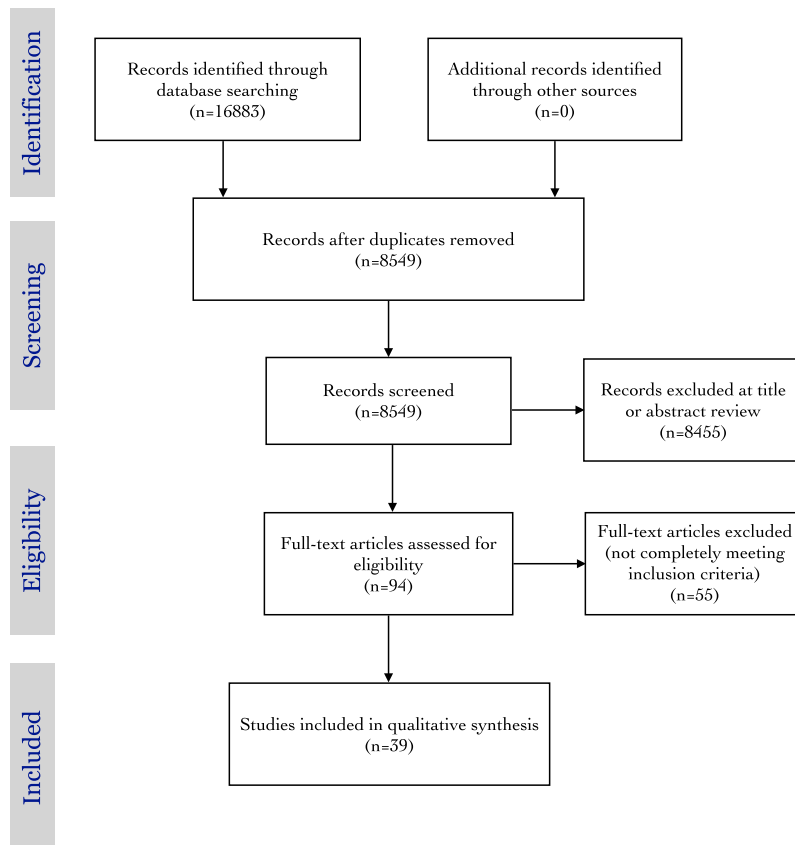 Identification
Records identified through
database searching
(n=16883)
Additional records identified
through other sources
(n=0)
Records after duplicates removed
(n=8549)
Screening
Records screened
(n=8549)
Records excluded at title
or abstract review
(n=8455)
Eligibility
Full-text articles assessed for
eligibility
(n=94)
Full-text articles excluded
(not completely meeting
inclusion criteria)
(n=55)
Included
Studies included in qualitative synthesis
(n=39)